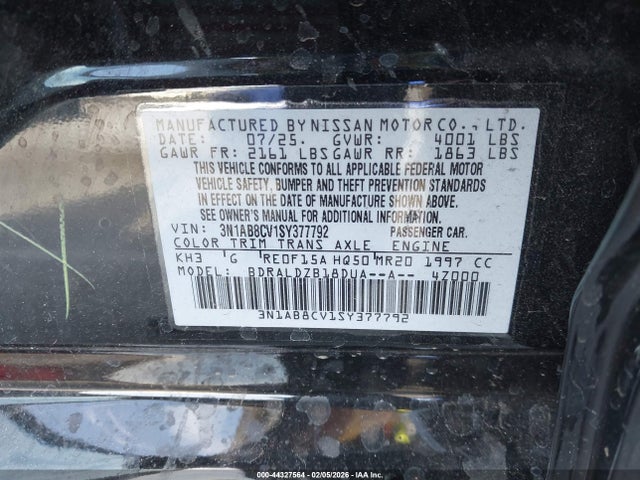 MANUFACTURED BY NISSAN MOTOR CO., LTD.
DATE: 07/25. GVWR: 4001 LBS
GAWR FR: 2161 LBS GAWR RR: 1863 LBS
THIS VEHICLE CONFORMS TO ALL APPLICABLE FEDERAL MOTOR
VEHICLE SAFETY, BUMPER AND THEFT PREVENTION STANDARDS
IN EFFECT ON THE DATE OF MANUFACTURE SHOWN ABOVE.
SEE OWNER'S MANUAL FOR ADDITIONAL INFORMATION.
VIN: 3N1AB8CV1SY377792 PASSENGER CAR.
COLOR TRIM TRANS AXLE ENGINE
KH3 G RE0F15A HQ50 MR20 1997 CC
MODEL: BDRALDZB18DUA--A-- 4Z000
3N1AB8CV1SY377792
000-44327564 - 02/05/2026 - IAA, Inc.